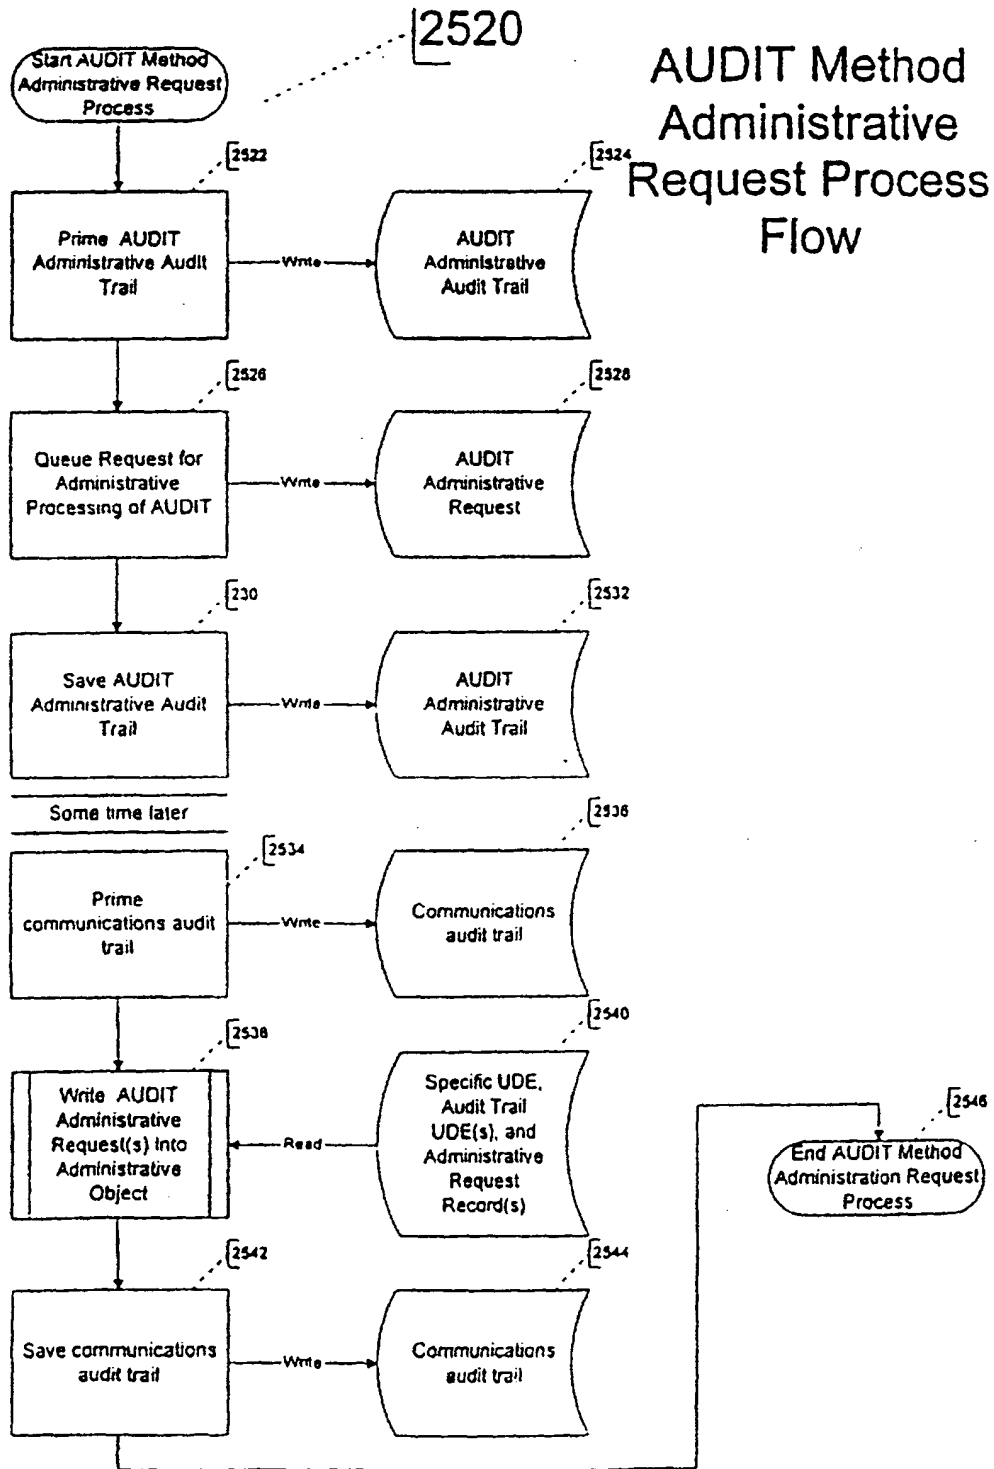 2520
AUDIT Method
Administrative
Request Process
Flow
Start AUDIT Method
Administrative Request
Process
2522
Prime AUDIT
Administrative Audit
Trail
Write
2524
AUDIT
Administrative
Audit Trail
2526
Queue Request for
Administrative
Processing of AUDIT
Write
2528
AUDIT
Administrative
Request
230
Save AUDIT
Administrative Audit
Trail
Write
2532
AUDIT
Administrative
Audit Trail
Some time later
2534
Prime
communications audit
trail
Write
2536
Communications
audit trail
2538
Write AUDIT
Administrative
Request(s) Into
Administrative
Object
Read
2540
Specific UDE,
Audit Trail
UDE(s), and
Administrative
Request
Record(s)
2542
Save communications
audit trail
Write
2544
Communications
audit trail
2546
End AUDIT Method
Administration Request
Process